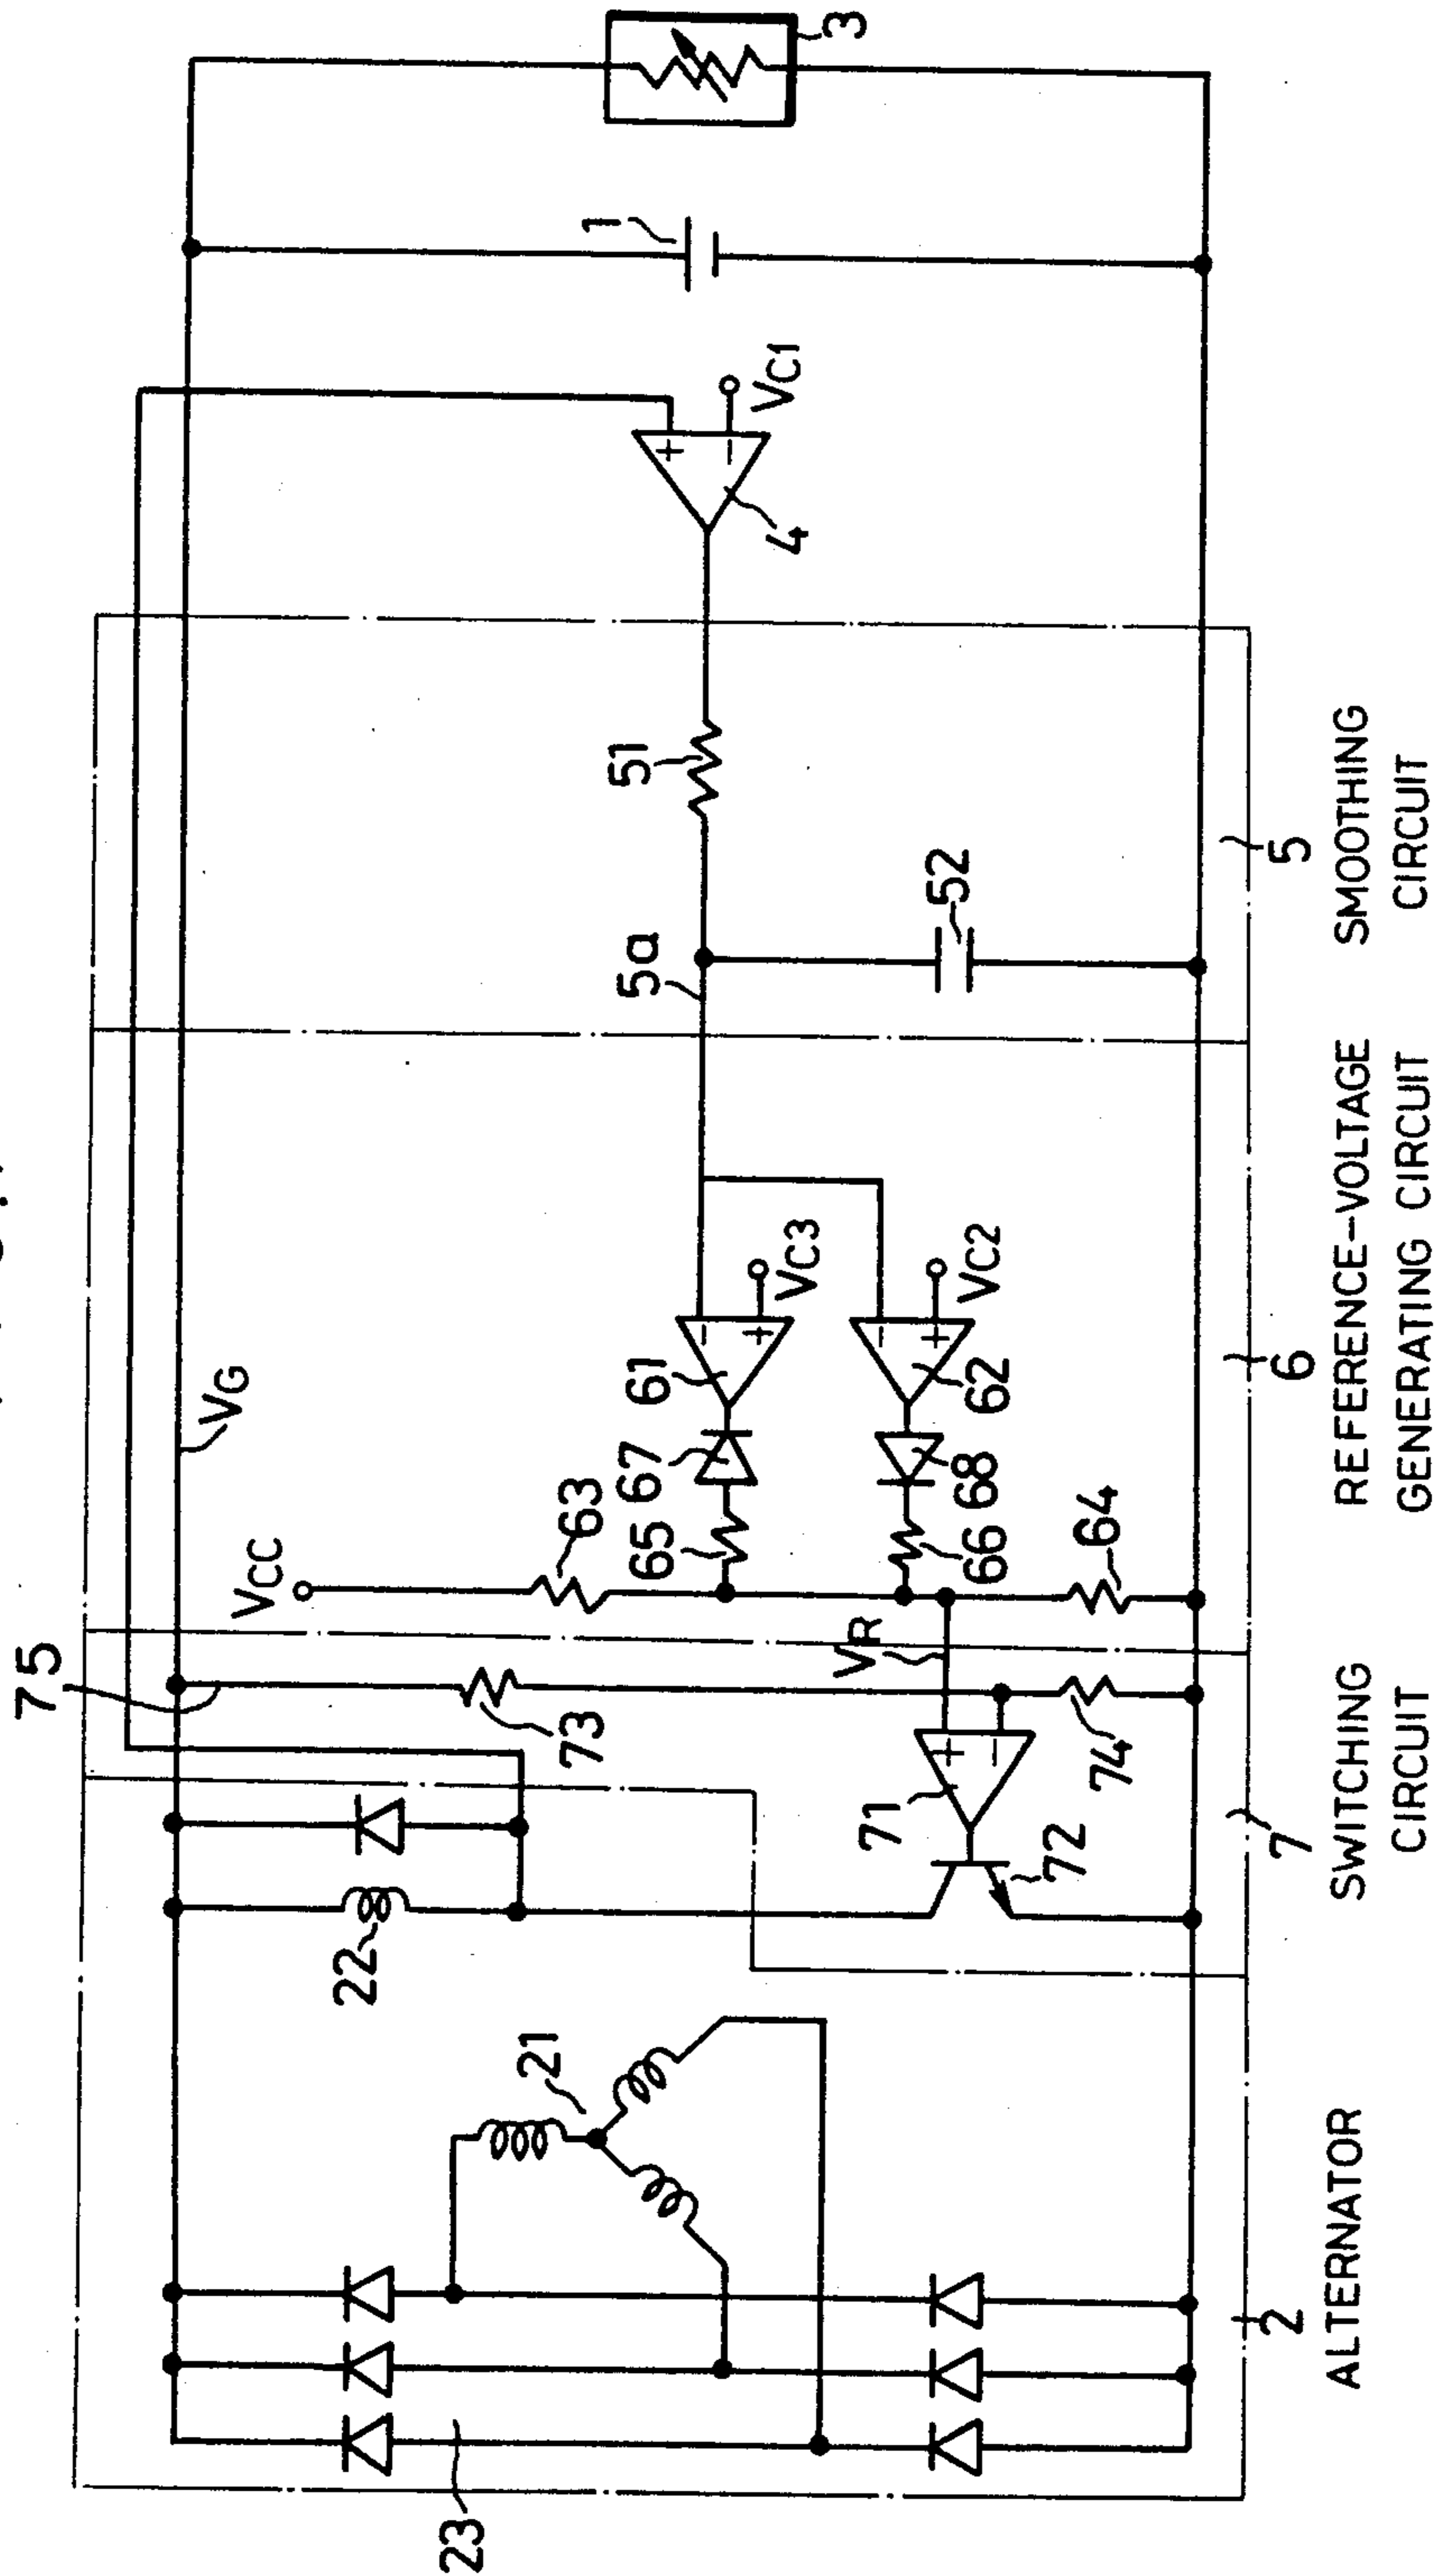 75
VG
VCC
63
65
67
61
VC3
66
68
62
VC2
64
VR
73
71
72
74
22
21
23
5a
51
52
4
VC1
1
3
+
−
−
+
−
+
+
−
2
ALTERNATOR
7
SWITCHING
CIRCUIT
6
REFERENCE-VOLTAGE
GENERATING CIRCUIT
5
SMOOTHING
CIRCUIT